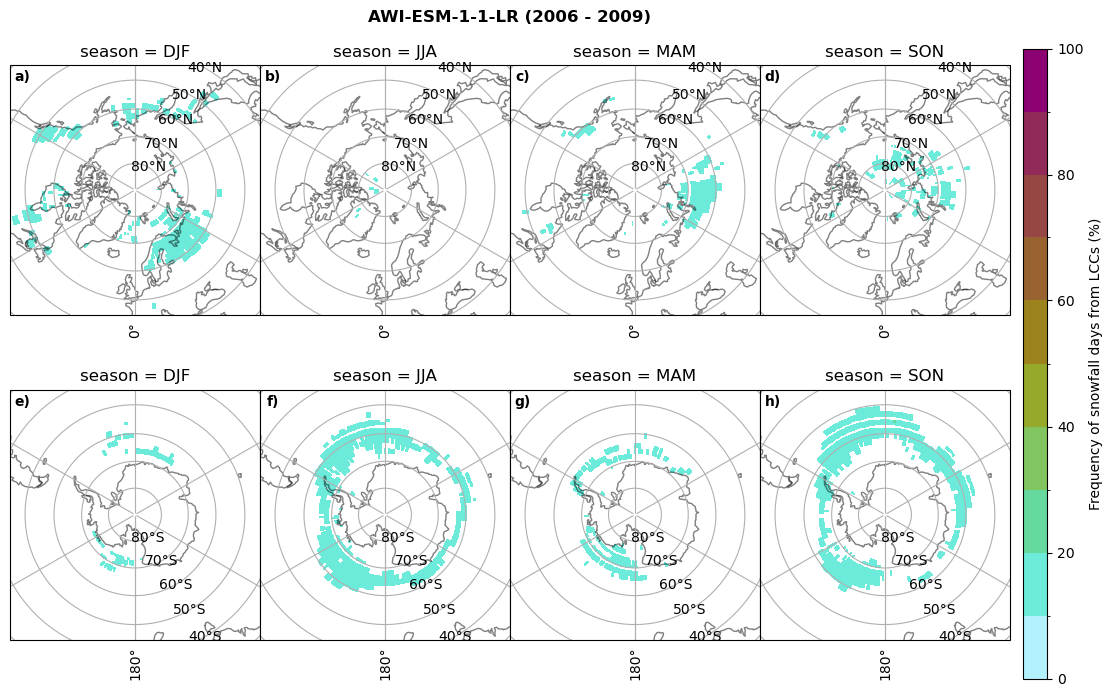 AWI-ESM-1-1-LR (2006 - 2009)
season = DJF
season = JJA
season = MAM
season = SON
a)
40°N
50°N
60°N
70°N
80°N
0°
b)
40°N
50°N
60°N
70°N
80°N
0°
c)
40°N
50°N
60°N
70°N
80°N
0°
d)
40°N
50°N
60°N
70°N
80°N
0°
season = DJF
season = JJA
season = MAM
season = SON
e)
80°S
70°S
60°S
50°S
40°S
180°
f)
80°S
70°S
60°S
50°S
40°S
180°
g)
80°S
70°S
60°S
50°S
40°S
180°
h)
80°S
70°S
60°S
50°S
40°S
180°
100
80
60
40
20
0
Frequency of snowfall days from LCCs (%)